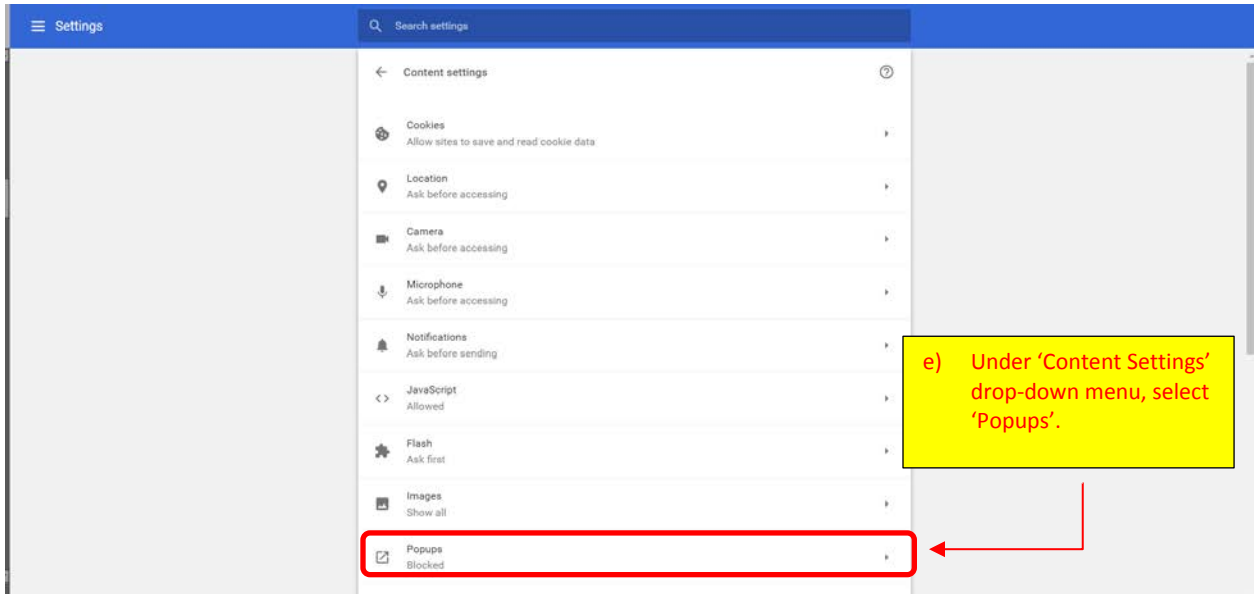 Settings
Search settings
Content settings
Cookies
Allow sites to save and read cookie data
Location
Ask before accessing
Camera
Ask before accessing
Microphone
Ask before accessing
Notifications
Ask before sending
JavaScript
Allowed
Flash
Ask first
Images
Show all
Popups
Blocked
e) Under ‘Content Settings’
drop-down menu, select
‘Popups’.